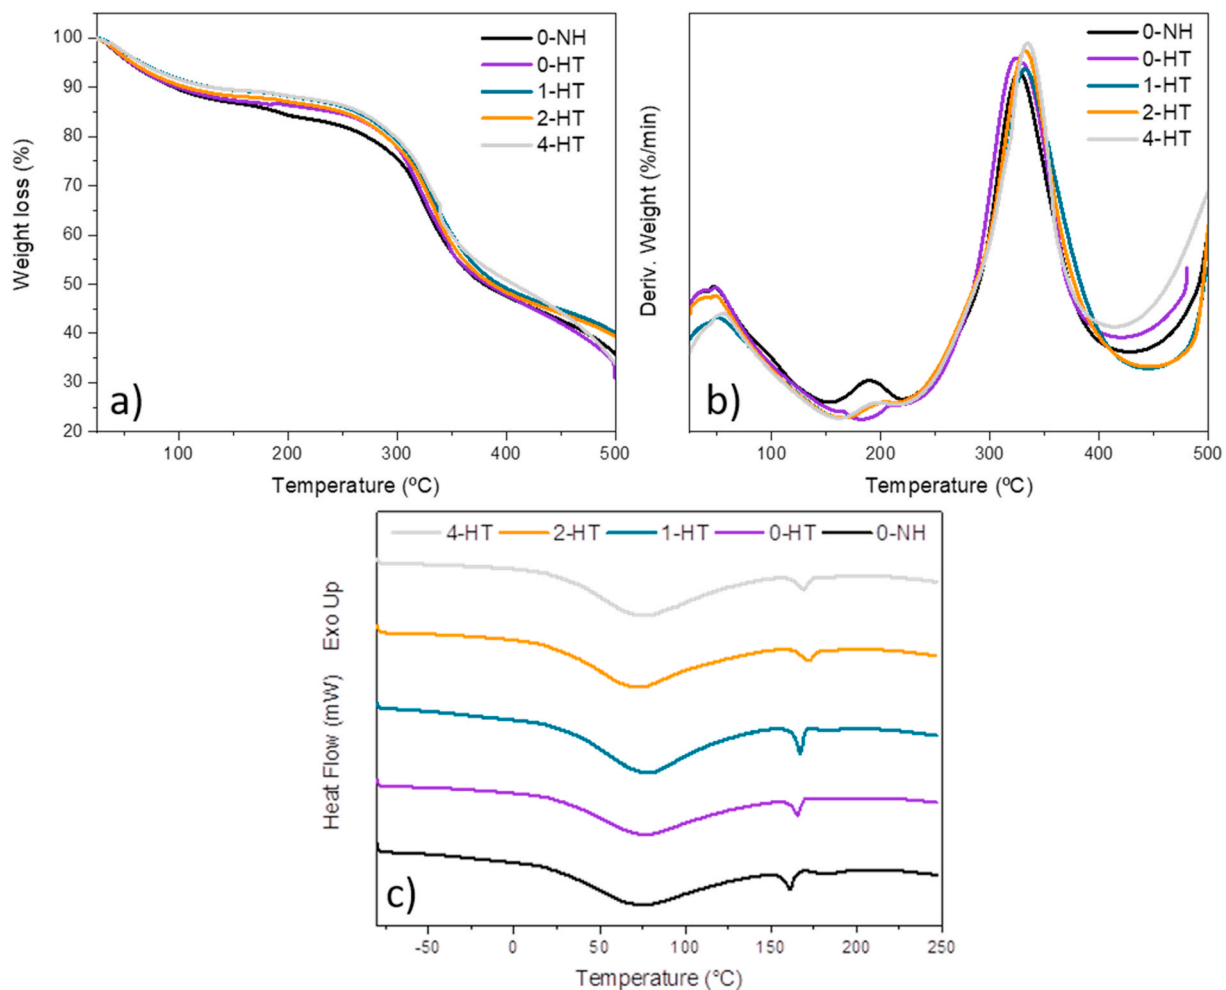 Weight loss (%)
100
90
80
70
60
50
40
30
20
0-NH
0-HT
1-HT
2-HT
4-HT
a)
100 200 300 400 500
Temperature (ºC)
Deriv. Weight (%/min)
0-NH
0-HT
1-HT
2-HT
4-HT
b)
100 200 300 400 500
Temperature (ºC)
Heat Flow (mW) Exo Up
4-HT 2-HT 1-HT 0-HT 0-NH
c)
-50 0 50 100 150 200 250
Temperature (°C)